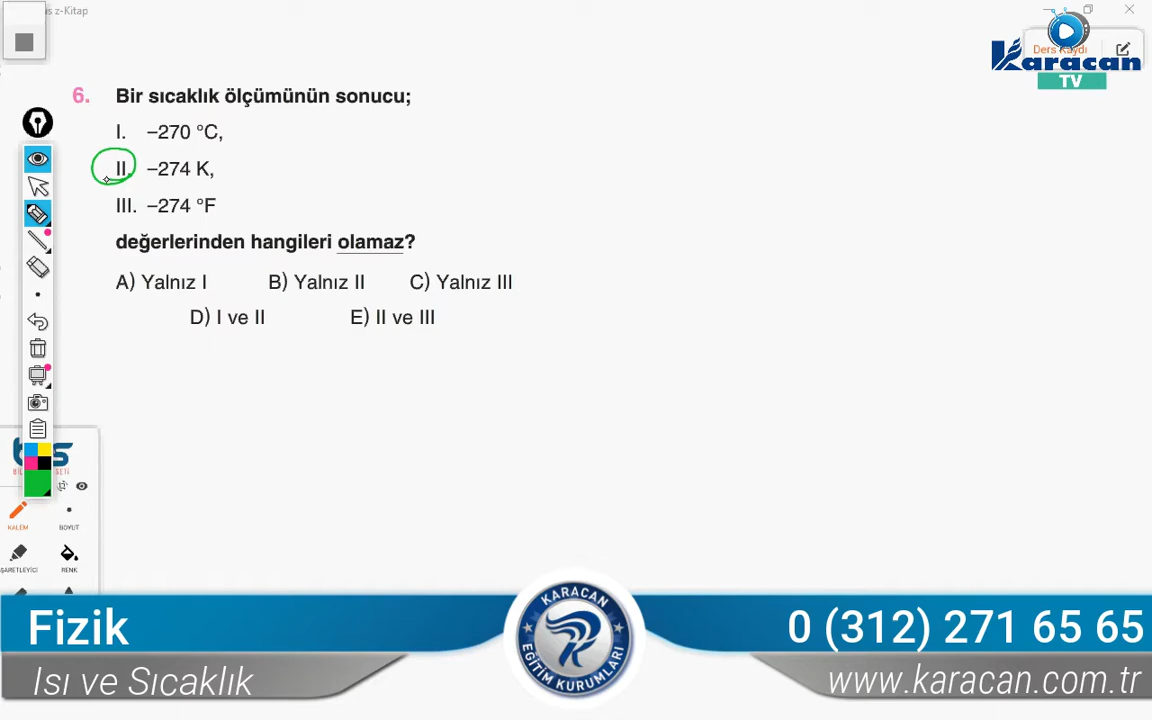 s z-Kitap
Ders Kaydı
Karacan
TV
6. Bir sıcaklık ölçümünün sonucu;
I. –270 °C,
II. –274 K,
III. –274 °F
değerlerinden hangileri olamaz?
A) Yalnız I B) Yalnız II C) Yalnız III
D) I ve II E) II ve III
KALEM BOYUT
ŞARETLEYİCİ RENK
KARACAN
EĞİTİM KURUMLARI
Fizik
0 (312) 271 65 65
Isı ve Sıcaklık
www.karacan.com.tr